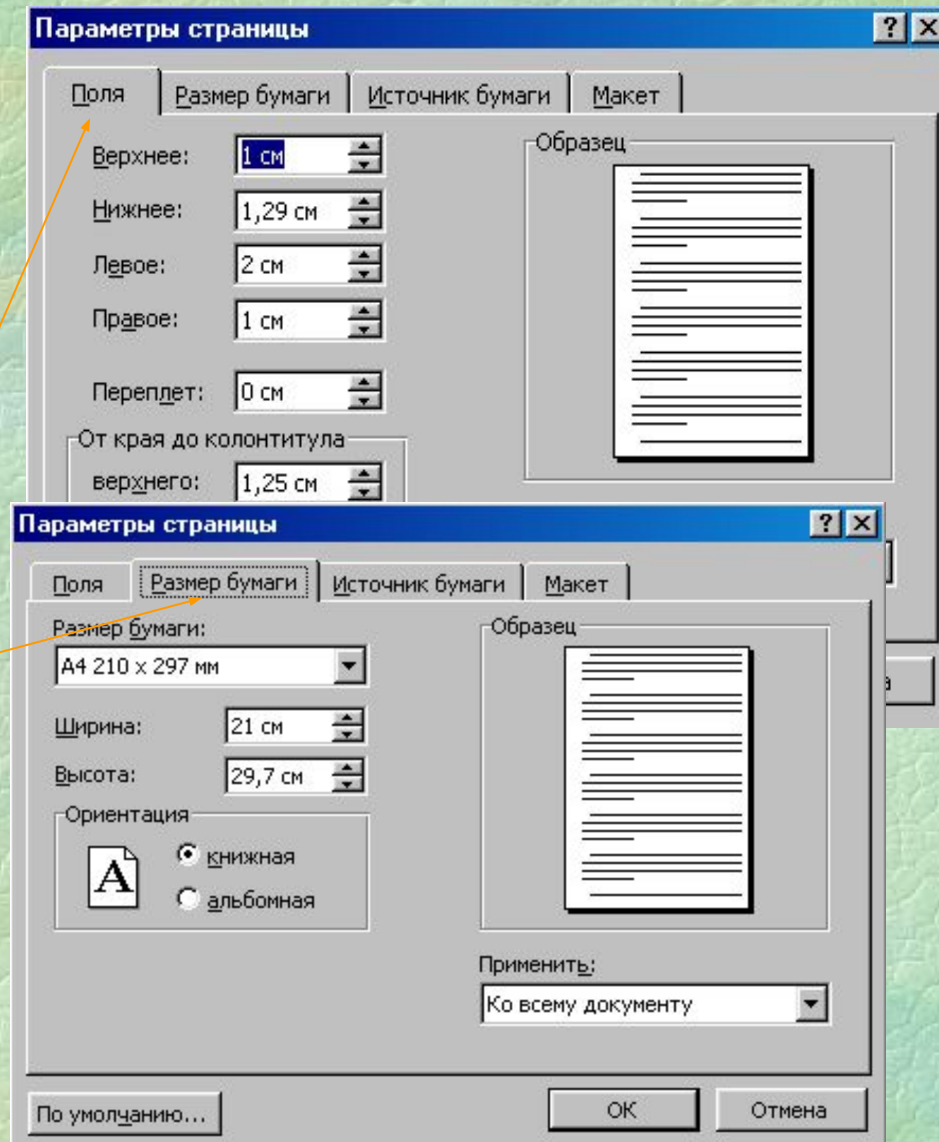 Параметры страницы
Поля Размер бумаги Источник бумаги Макет
Верхнее: 1 см
Образец
Нижнее: 1,29 см
Левое: 2 см
Правое: 1 см
Переплет: 0 см
От края до колонтитула
верхнего: 1,25 см
Параметры страницы
Поля Размер бумаги Источник бумаги Макет
Размер бумаги:
Образец
A4 210 x 297 мм
Ширина: 21 см
Высота: 29,7 см
Ориентация
A
книжная
альбомная
Применить:
Ко всему документу
По умолчанию... ОК Отмена